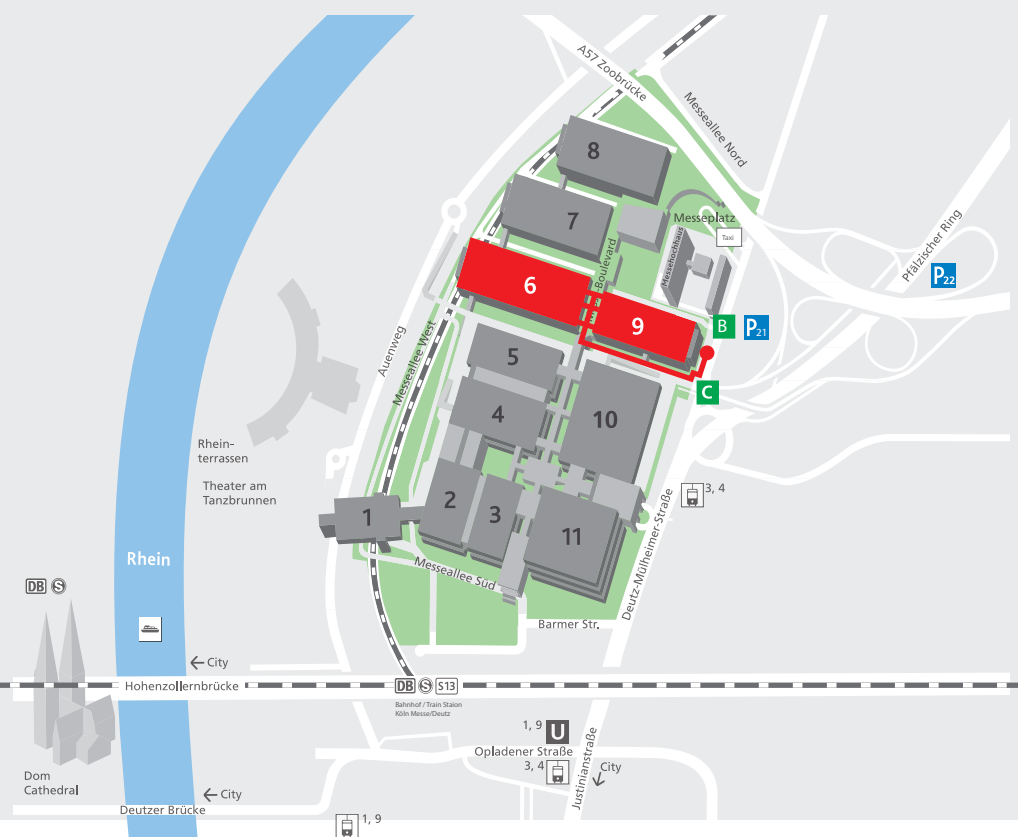 A57 Zoobrücke
Messeallee Nord
8
7
Messeplatz
Taxi
Messehochhaus
Pfälzischer Ring
P22
6
-Boulevard
9
B
P21
Auenweg
Messeallee West
5
C
4
10
Rhein-
terrassen
Theater am
Tanzbrunnen
3, 4
2
3
1
11
Rhein
Messeallee Süd
Deutz-Mülheimer-Straße
DB S
Barmer Str.
←City
Hohenzollernbrücke
DB S S13
Bahnhof / Train Staion
Köln Messe/Deutz
1, 9 U
Opladener Straße
3, 4
City
Justinianstraße
Dom
Cathedral
←City
Deutzer Brücke
1, 9